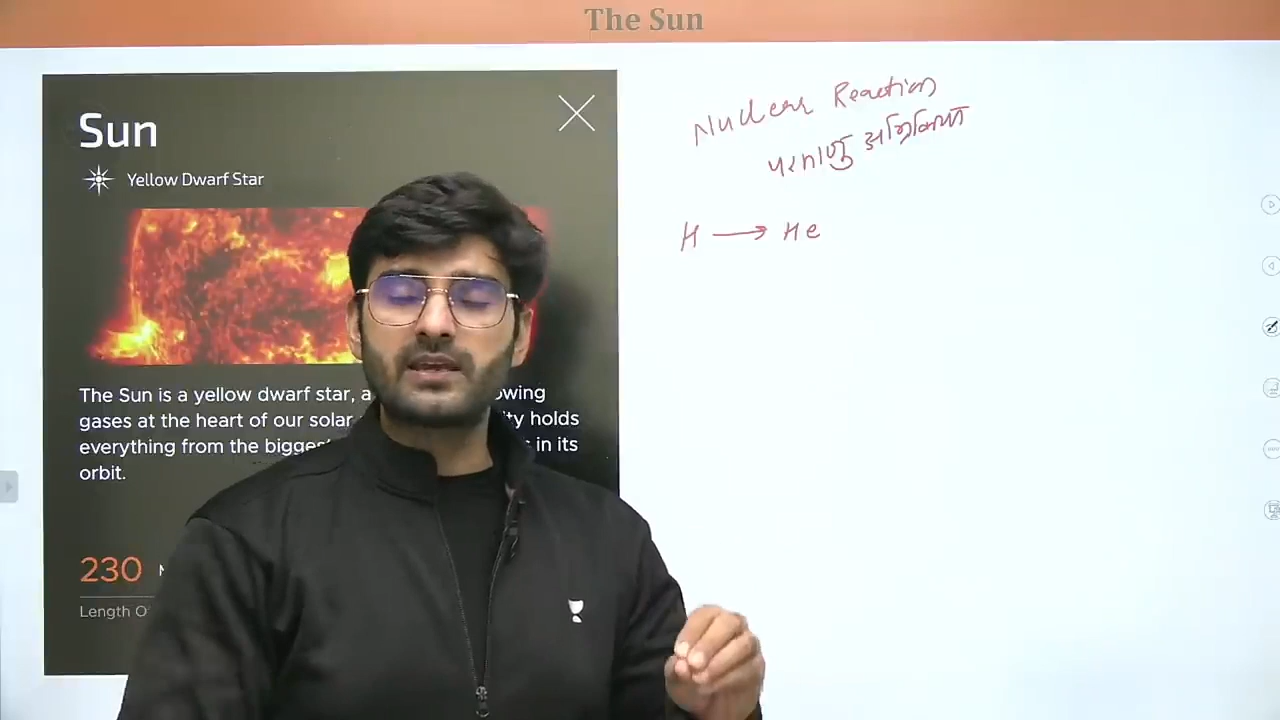 The Sun
Sun
Yellow Dwarf Star
The Sun is a yellow dwarf star, a owing
gases at the heart of our solar ity holds
everything from the bigges in its
orbit.
230
Length O
Nuclear Reaction
परमाणु अभिक्रिया
H → He